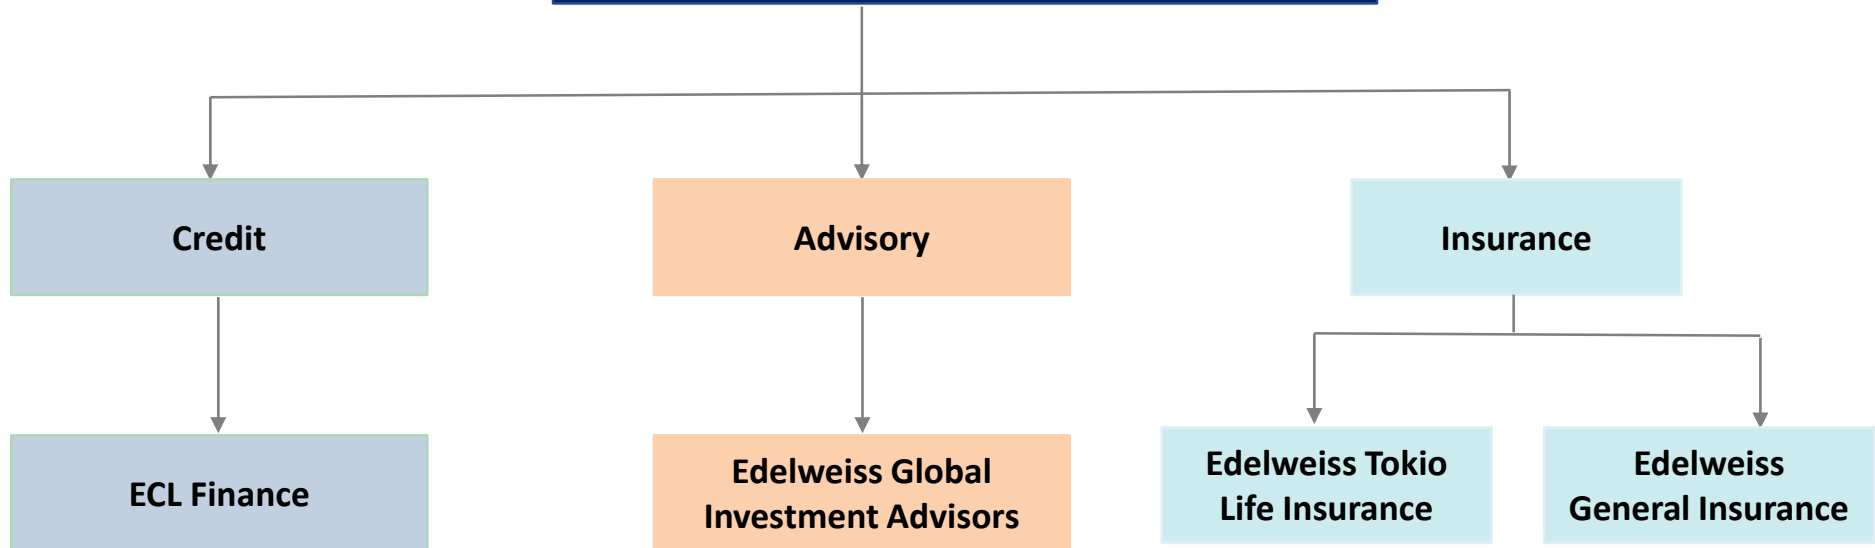 Credit
Advisory
Insurance
ECL Finance
Edelweiss Global
Investment Advisors
Edelweiss Tokio
Life Insurance
Edelweiss
General Insurance